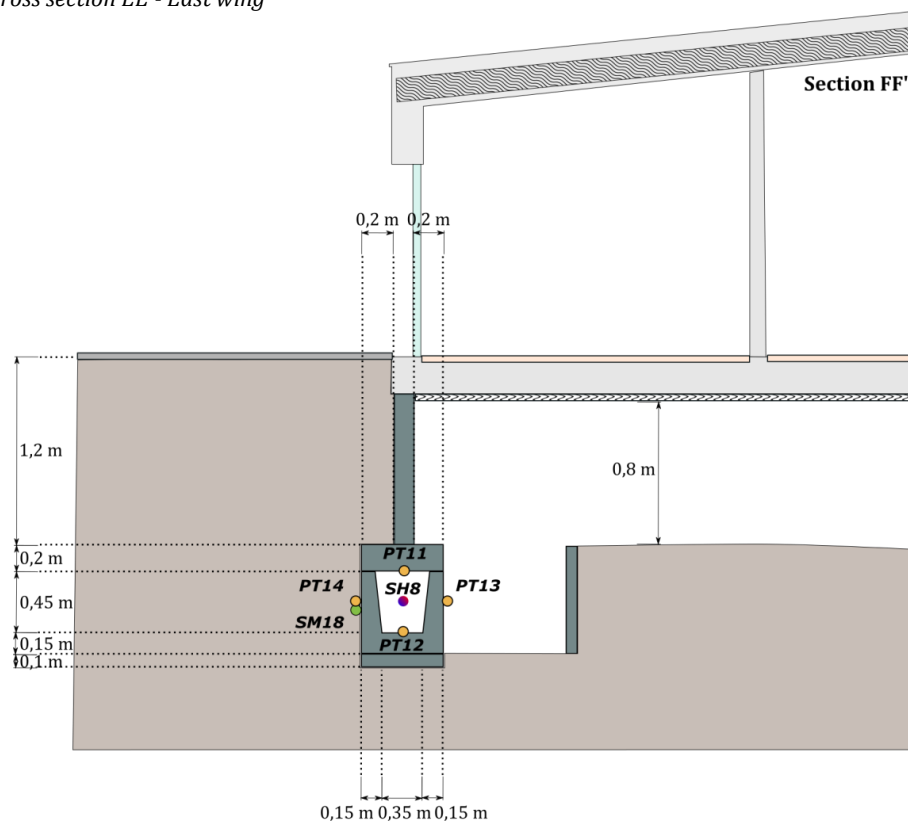 ross section EE - East wing
Section FF'
0,2 m 0,2 m
1,2 m
0,8 m
0,2 m
PT11
PT14
SH8
PT13
0,45 m
SM18
0,15 m
PT12
0,1 m
0,15 m 0,35 m 0,15 m